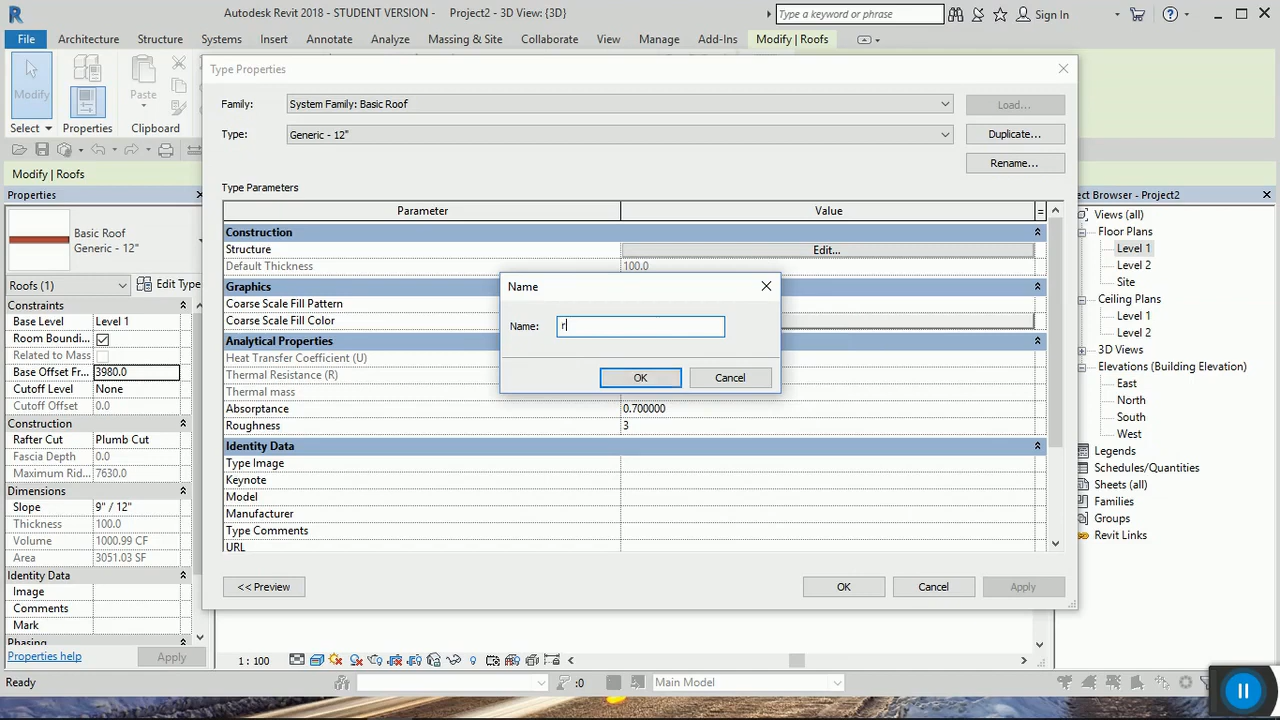 Autodesk Revit 2018 - STUDENT VERSION - Project2 - 3D View: {3D}
Type a keyword or phrase
Sign In
File Architecture Structure Systems Insert Annotate Analyze Massing & Site Collaborate View Manage Add-Ins Modify | Roofs
Modify
Paste
Select
Properties
Clipboard
Modify | Roofs
Properties
Basic Roof
Generic - 12"
Roofs (1)
Edit Type
Constraints
Base Level Level 1
Room Boundi...
Related to Mass
Base Offset Fr... 3980.0
Cutoff Level None
Cutoff Offset 0.0
Construction
Rafter Cut Plumb Cut
Fascia Depth 0.0
Maximum Rid... 7630.0
Dimensions
Slope 9" / 12"
Thickness 100.0
Volume 1000.99 CF
Area 3051.03 SF
Identity Data
Image
Comments
Mark
Phasing
Properties help
Apply
Type Properties
Family: System Family: Basic Roof Load...
Type: Generic - 12" Duplicate...
Rename...
Type Parameters
Parameter Value =
Construction
Structure Edit...
Default Thickness 100.0
Graphics
Coarse Scale Fill Pattern
Coarse Scale Fill Color
Analytical Properties
Heat Transfer Coefficient (U)
Thermal Resistance (R)
Thermal mass
Absorptance 0.700000
Roughness 3
Identity Data
Type Image
Keynote
Model
Manufacturer
Type Comments
URL
<< Preview OK Cancel Apply
Name
Name: r
OK Cancel
ect Browser - Project2
Views (all)
Floor Plans
Level 1
Level 2
Site
Ceiling Plans
Level 1
Level 2
3D Views
Elevations (Building Elevation)
East
North
South
West
Legends
Schedules/Quantities
Sheets (all)
Families
Groups
Revit Links
1 : 100
Ready
:0
Main Model